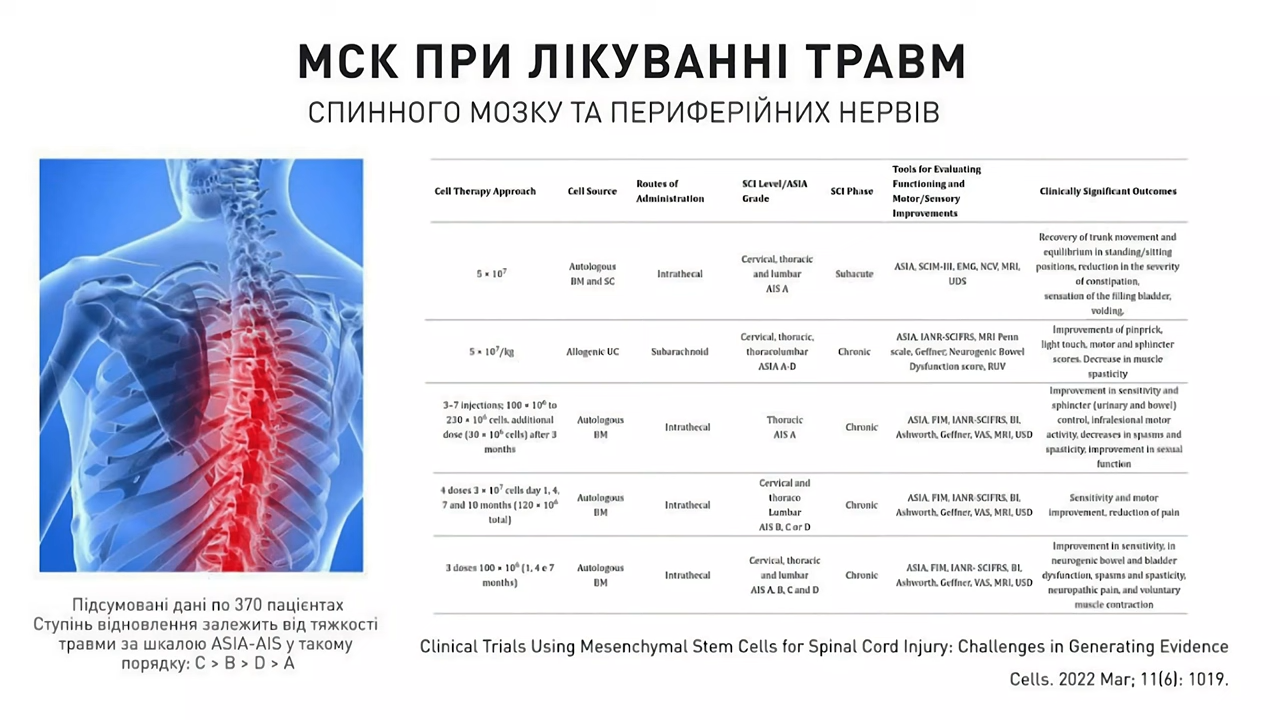 МСК ПРИ ЛІКУВАННІ ТРАВМ
СПИННОГО МОЗКУ ТА ПЕРИФЕРІЙНИХ НЕРВІВ
Cell Therapy Approach
Cell Source
Routes of
Administration
SCI Level/ASIA
Grade
SCI Phase
Tools for Evaluating
Functioning and
Motor/Sensory
Improvements
Clinically Significant Outcomes
5 × 10⁷
Autologous
BM and SC
Intrathecal
Cervical, thoracic
and lumbar
AIS A
Subacute
ASIA, SCIM-III, EMG, NCV, MRI,
UDS
Recovery of trunk movement and
equilibrium in standing/sitting
positions, reduction in the severity
of constipation,
sensation of the filling bladder,
voiding,
5 × 10⁷/kg
Allogenic UC
Subarachnoid
Cervical, thoracic,
thoracolumbar
ASIA A-D
Chronic
ASIA, IANR-SCIFRS, MRI Penn
scale, Geffner, Neurogenic Bowel
Dysfunction score, RUV
Improvements of pinprick,
light touch, motor and sphincter
scores. Decrease in muscle
spasticity
3–7 injections; 100 × 10⁶ to
230 × 10⁶ cells, additional
dose (30 × 10⁶ cells) after 3
months
Autologous
BM
Intrathecal
Thoracic
AIS A
Chronic
ASIA, FIM, IANR-SCIFRS, BI,
Ashworth, Geffner, VAS, MRI, USD
Improvement in sensitivity and
sphincter (urinary and bowel)
control, infralesional motor
activity, decreases in spasms and
spasticity, improvement in sexual
function
4 doses 3 × 10⁷ cells day 1, 4,
7 and 10 months (120 × 10⁶
total)
Autologous
BM
Intrathecal
Cervical and
thoraco
Lumbar
AIS B, C or D
Chronic
ASIA, FIM, IANR-SCIFRS, BI,
Ashworth, Geffner, VAS, MRI, USD
Sensitivity and motor
improvement, reduction of pain
3 doses 100 × 10⁶ (1, 4 e 7
months)
Autologous
BM
Intrathecal
Cervical, thoracic
and lumbar
AIS A, B, C and D
Chronic
ASIA, FIM, IANR- SCIFRS, BI,
Ashworth, Geffner, VAS, MRI, USD
Improvement in sensitivity, in
neurogenic bowel and bladder
dysfunction, spasms and spasticity,
neuropathic pain, and voluntary
muscle contraction
Підсумовані дані по 370 пацієнтах
Ступінь відновлення залежить від тяжкості
травми за шкалою ASIA-AIS у такому
порядку: C > B > D > A
Clinical Trials Using Mesenchymal Stem Cells for Spinal Cord Injury: Challenges in Generating Evidence
Cells. 2022 Mar; 11(6): 1019.